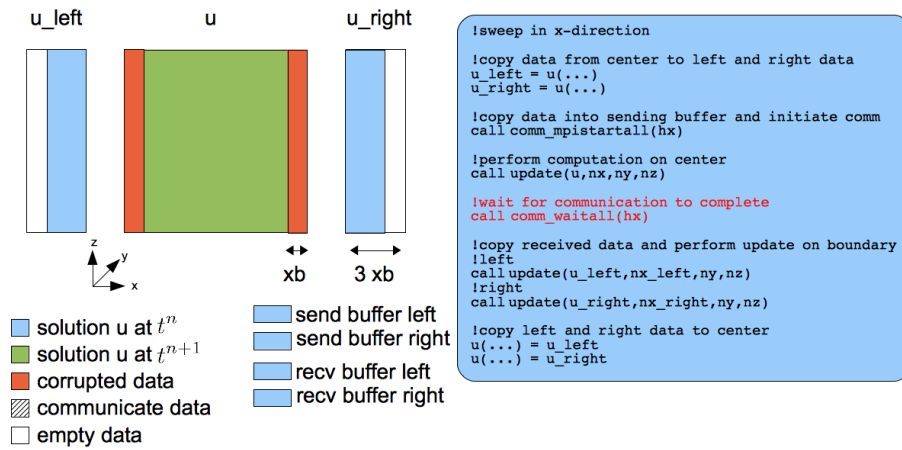 u_left
u
u_right
z
y
x
xb
3 xb
solution u at t^n
solution u at t^{n+1}
corrupted data
communicate data
empty data
send buffer left
send buffer right
recv buffer left
recv buffer right
!sweep in x-direction
!copy data from center to left and right data
u_left = u(...)
u_right = u(...)
!copy data into sending buffer and initiate comm
call comm_mpistartall(hx)
!perform computation on center
call update(u,nx,ny,nz)
!wait for communication to complete
call comm_waitall(hx)
!copy received data and perform update on boundary
!left
call update(u_left,nx_left,ny,nz)
!right
call update(u_right,nx_right,ny,nz)
!copy left and right data to center
u(...) = u_left
u(...) = u_right